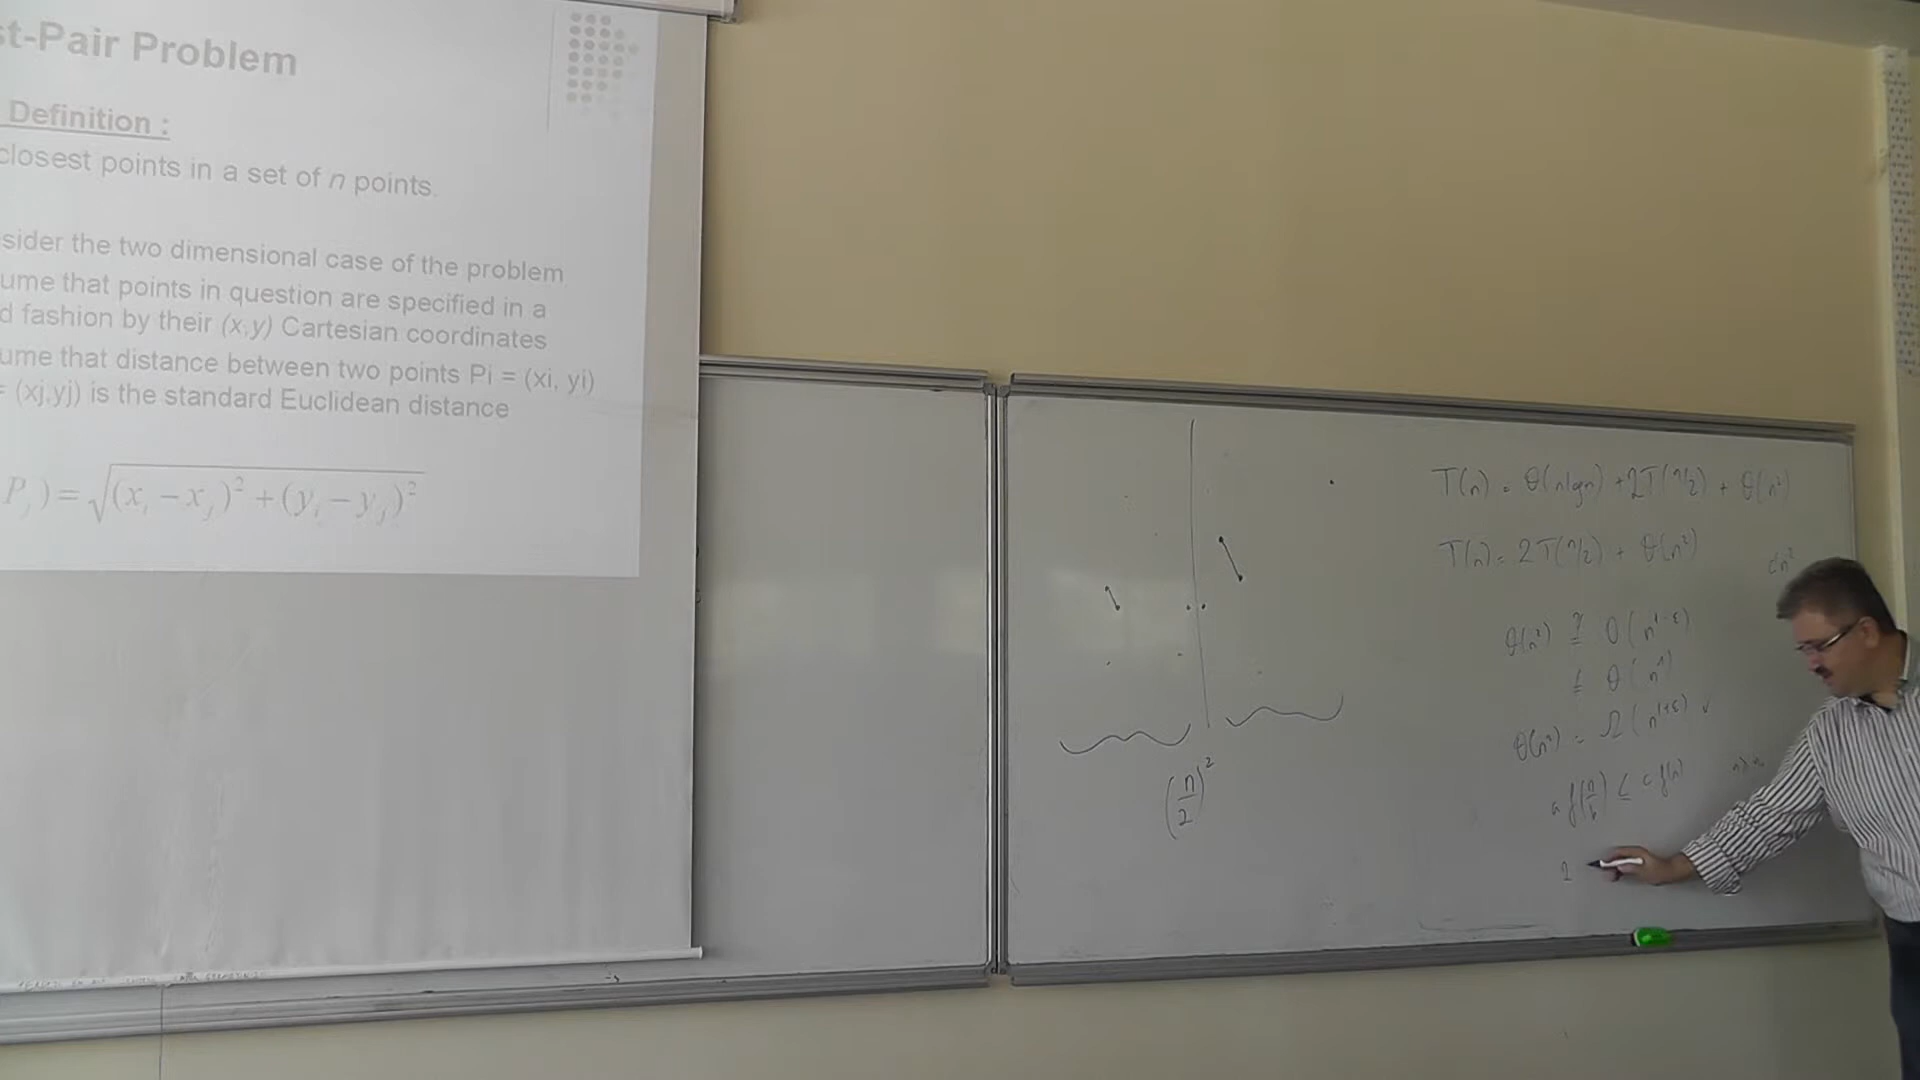 st-Pair Problem
Definition :
closest points in a set of n points.
sider the two dimensional case of the problem
ume that points in question are specified in a
d fashion by their (x,y) Cartesian coordinates
ume that distance between two points Pi = (xi, yi)
= (xj,yj) is the standard Euclidean distance
P_j) = √((x_i − x_j)² + (y_i − y_j)²)
T(n) = θ(nlgn) + 2T(n/2) + θ(n²)
T(n) = 2T(n/2) + θ(n²)
cn²
θ(n²) ≟ O(n^{1-ε})
≠ θ(n¹)
θ(n²) = Ω(n^{1+ε}) ✓
a f(n/b) ≤ c f(n)
2
(n/2)²